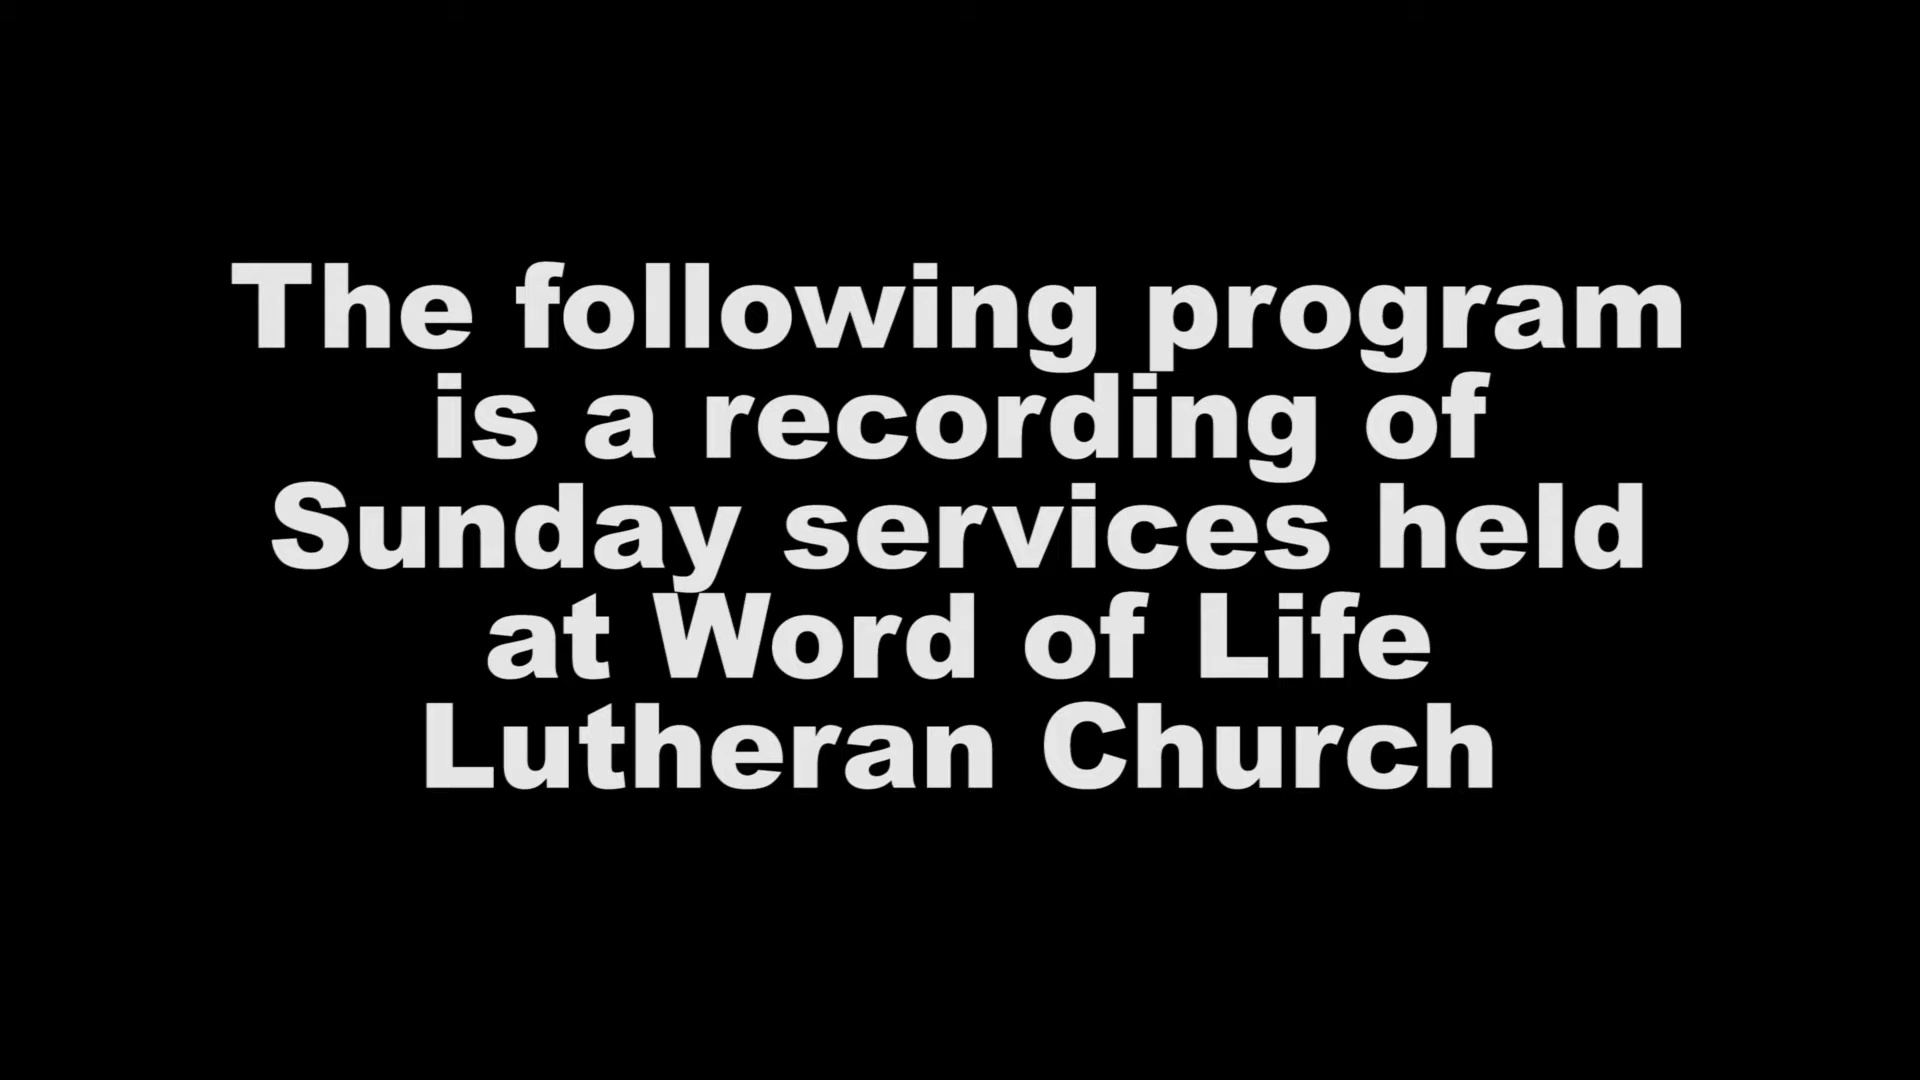 The following program
is a recording of
Sunday services held
at Word of Life
Lutheran Church